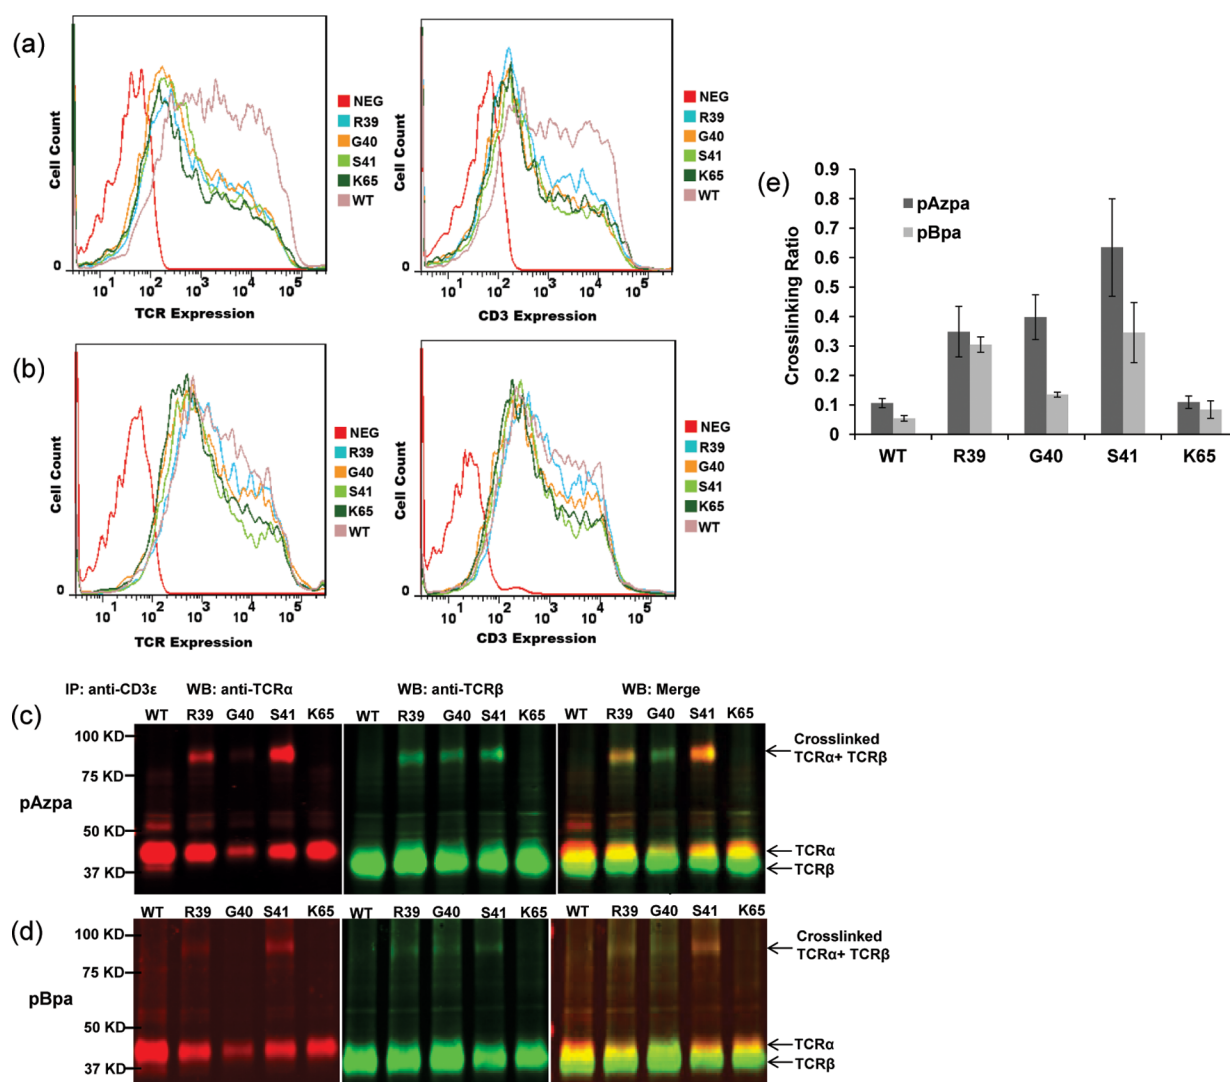 (a)
Cell Count
0
10^1 10^2 10^3 10^4 10^5
TCR Expression
NEG
R39
G40
S41
K65
WT
Cell Count
0
10^1 10^2 10^3 10^4 10^5
CD3 Expression
NEG
R39
G40
S41
K65
WT
(b)
Cell Count
0
10^1 10^2 10^3 10^4 10^5
TCR Expression
NEG
R39
G40
S41
K65
WT
Cell Count
0
10^1 10^2 10^3 10^4 10^5
CD3 Expression
NEG
R39
G40
S41
K65
WT
(e)
Crosslinking Ratio
0.9
0.8
0.7
0.6
0.5
0.4
0.3
0.2
0.1
0
pAzpa
pBpa
WT R39 G40 S41 K65
IP: anti-CD3ε WB: anti-TCRα WB: anti-TCRβ WB: Merge
(c)
WT R39 G40 S41 K65 WT R39 G40 S41 K65 WT R39 G40 S41 K65
100 KD
75 KD
pAzpa
50 KD
37 KD
Crosslinked
TCRα+ TCRβ
TCRα
TCRβ
(d)
WT R39 G40 S41 K65 WT R39 G40 S41 K65 WT R39 G40 S41 K65
100 KD
75 KD
pBpa
50 KD
37 KD
Crosslinked
TCRα+ TCRβ
TCRα
TCRβ